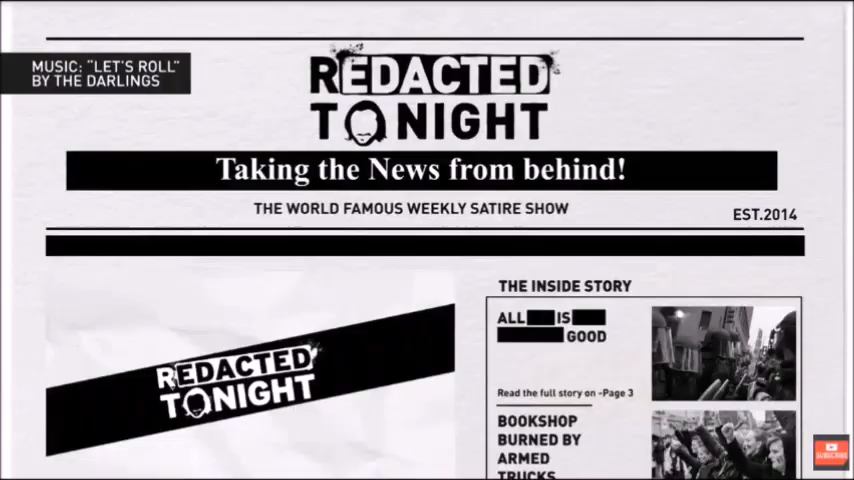 MUSIC: "LET'S ROLL"
BY THE DARLINGS
REDACTED
TONIGHT
Taking the News from behind!
THE WORLD FAMOUS WEEKLY SATIRE SHOW
EST.2014
REDACTED
TONIGHT
THE INSIDE STORY
ALL IS
GOOD
Read the full story on -Page 3
BOOKSHOP
BURNED BY
ARMED
TRUCKS
SUBSCRIBE